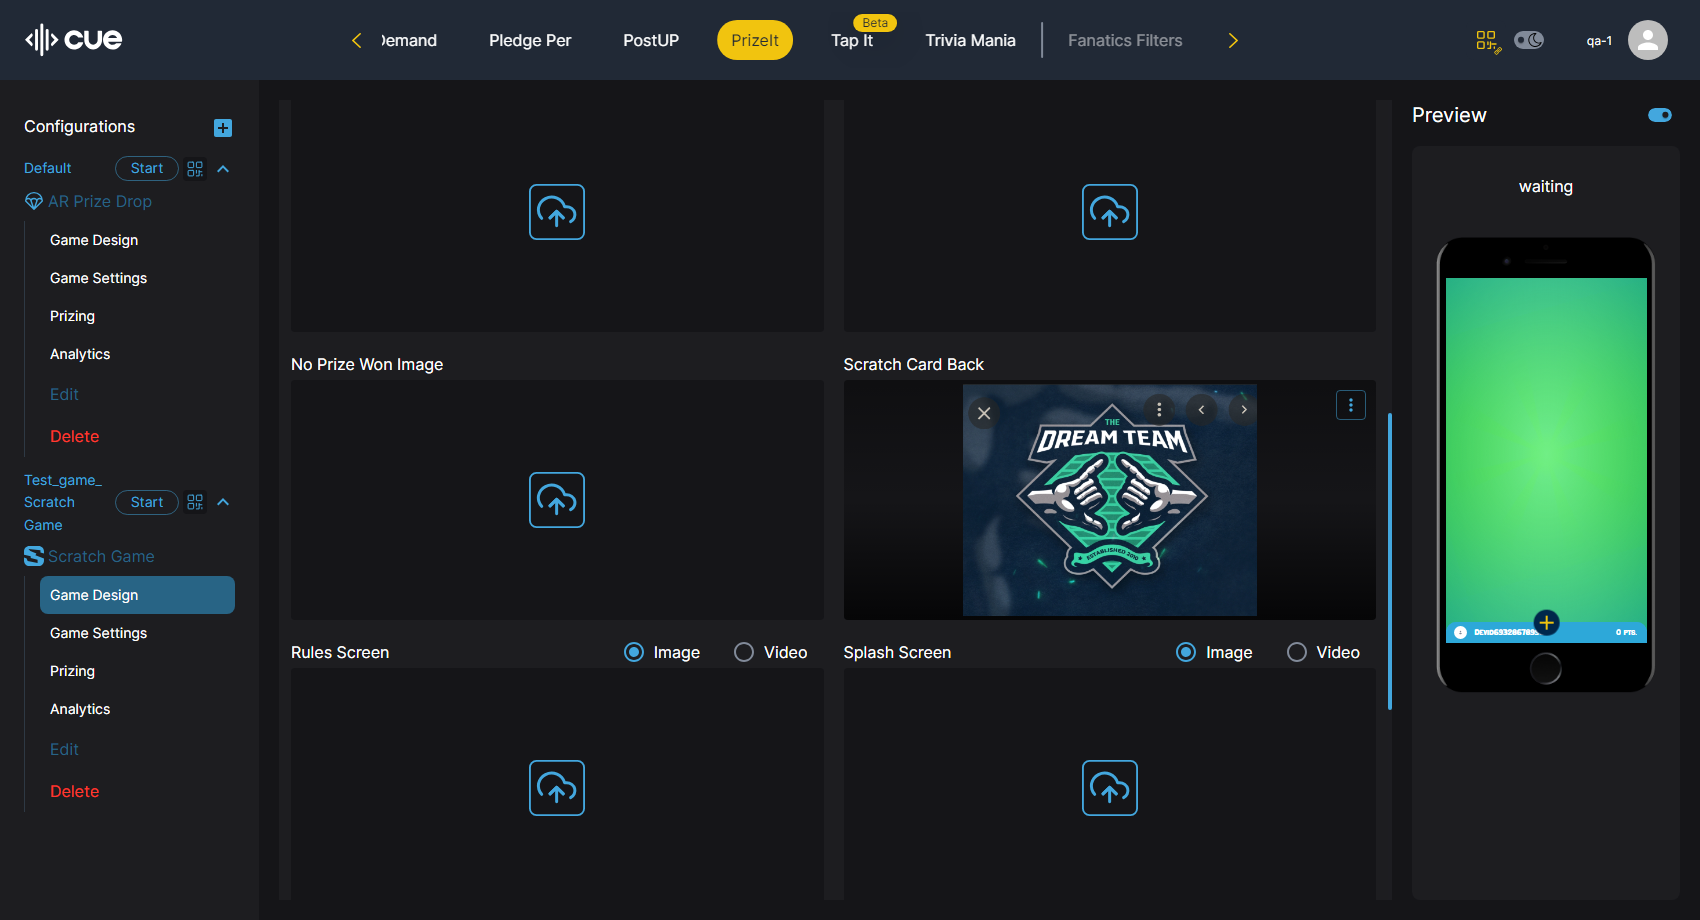 cue
Demand
Pledge Per
PostUP
PrizeIt
Beta
Tap It
Trivia Mania
Fanatics Filters
qa-1
Configurations
Default
Start
AR Prize Drop
Game Design
Game Settings
Prizing
Analytics
Edit
Delete
Test_game_
Scratch
Game
Start
Scratch Game
Game Design
Game Settings
Prizing
Analytics
Edit
Delete
No Prize Won Image
Scratch Card Back
THE
DREAM TEAM
ESTABLISHED 2010
Rules Screen
Image
Video
Splash Screen
Image
Video
Preview
waiting
0 PTS.